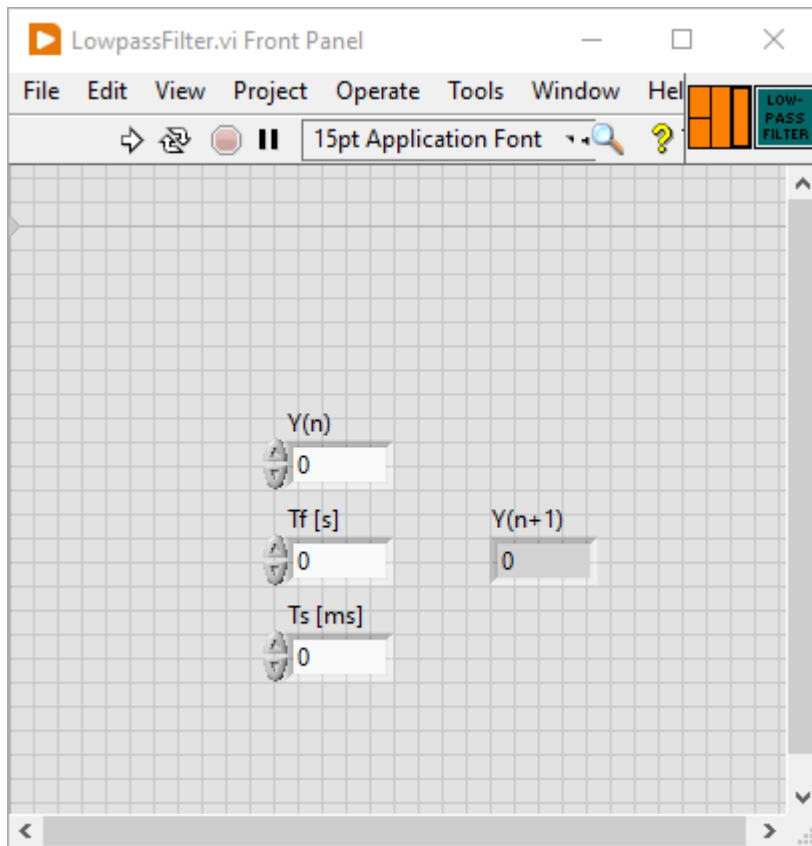 LowpassFilter.vi Front Panel
File Edit View Project Operate Tools Window Hel
15pt Application Font
LOW-
PASS
FILTER
Y(n)
0
Tf [s]
0
Y(n+1)
0
Ts [ms]
0